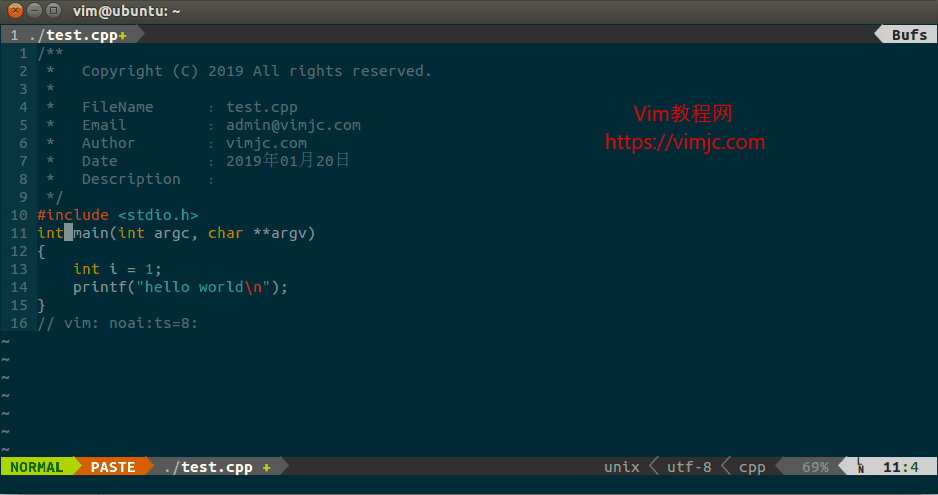 vim@ubuntu: ~
1 ./test.cpp+ Bufs
1 /**
2 *   Copyright (C) 2019 All rights reserved.
3 *
4 *   FileName      : test.cpp
5 *   Email         : admin@vimjc.com
6 *   Author        : vimjc.com
7 *   Date          : 2019年01月20日
8 *   Description   :
9 */
10 #include <stdio.h>
11 int main(int argc, char **argv)
12 {
13     int i = 1;
14     printf("hello world\n");
15 }
16 // vim: noai:ts=8:
Vim教程网
https://vimjc.com
~
~
~
~
~
~
~
NORMAL PASTE ./test.cpp + unix utf-8 cpp 69% LN 11:4